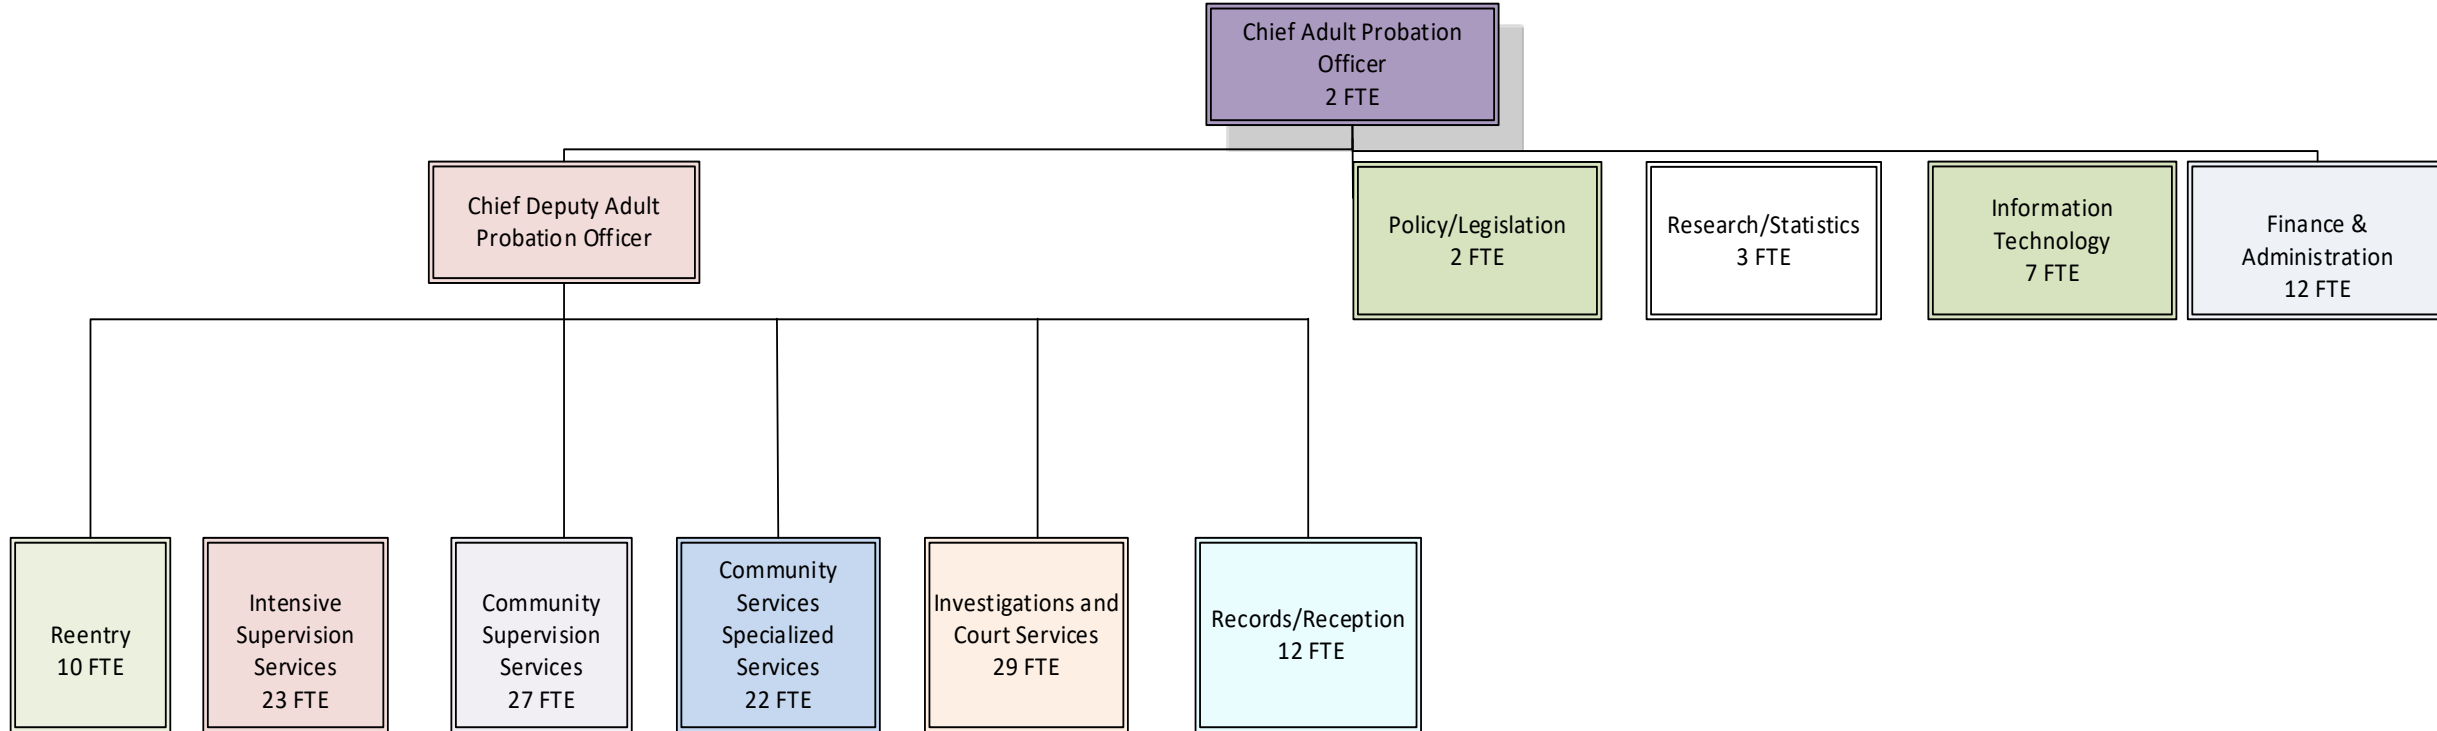 Chief Adult Probation
Officer
2 FTE
Chief Deputy Adult
Probation Officer
Policy/Legislation
2 FTE
Research/Statistics
3 FTE
Information
Technology
7 FTE
Finance &
Administration
12 FTE
Reentry
10 FTE
Intensive
Supervision
Services
23 FTE
Community
Supervision
Services
27 FTE
Community
Services
Specialized
Services
22 FTE
Investigations and
Court Services
29 FTE
Records/Reception
12 FTE